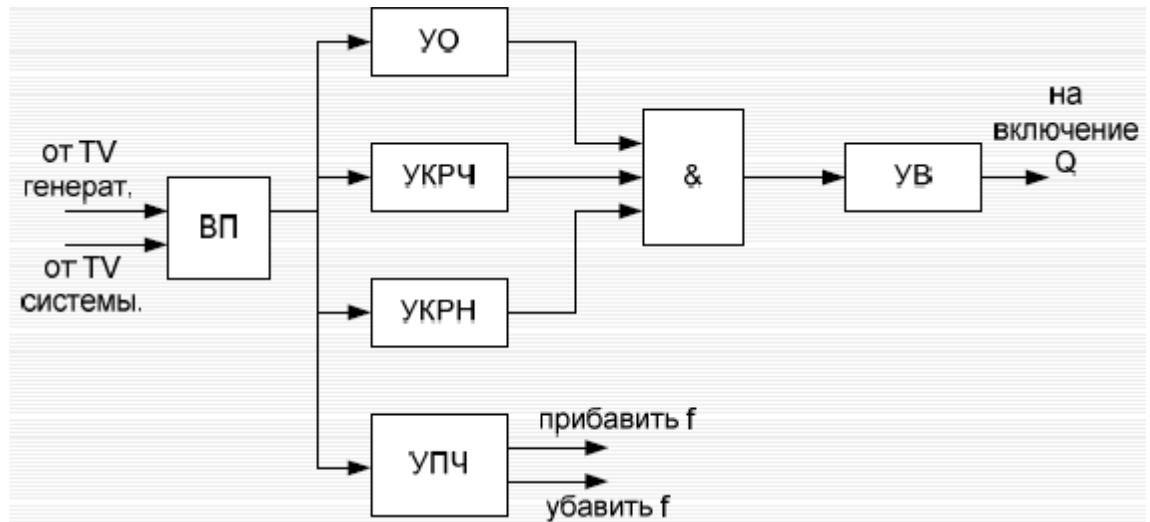 УО
на
включение
Q
от TV
генерат.
УКРЧ
&
УВ
ВП
от TV
системы.
УКРН
прибавить f
УПЧ
убавить f